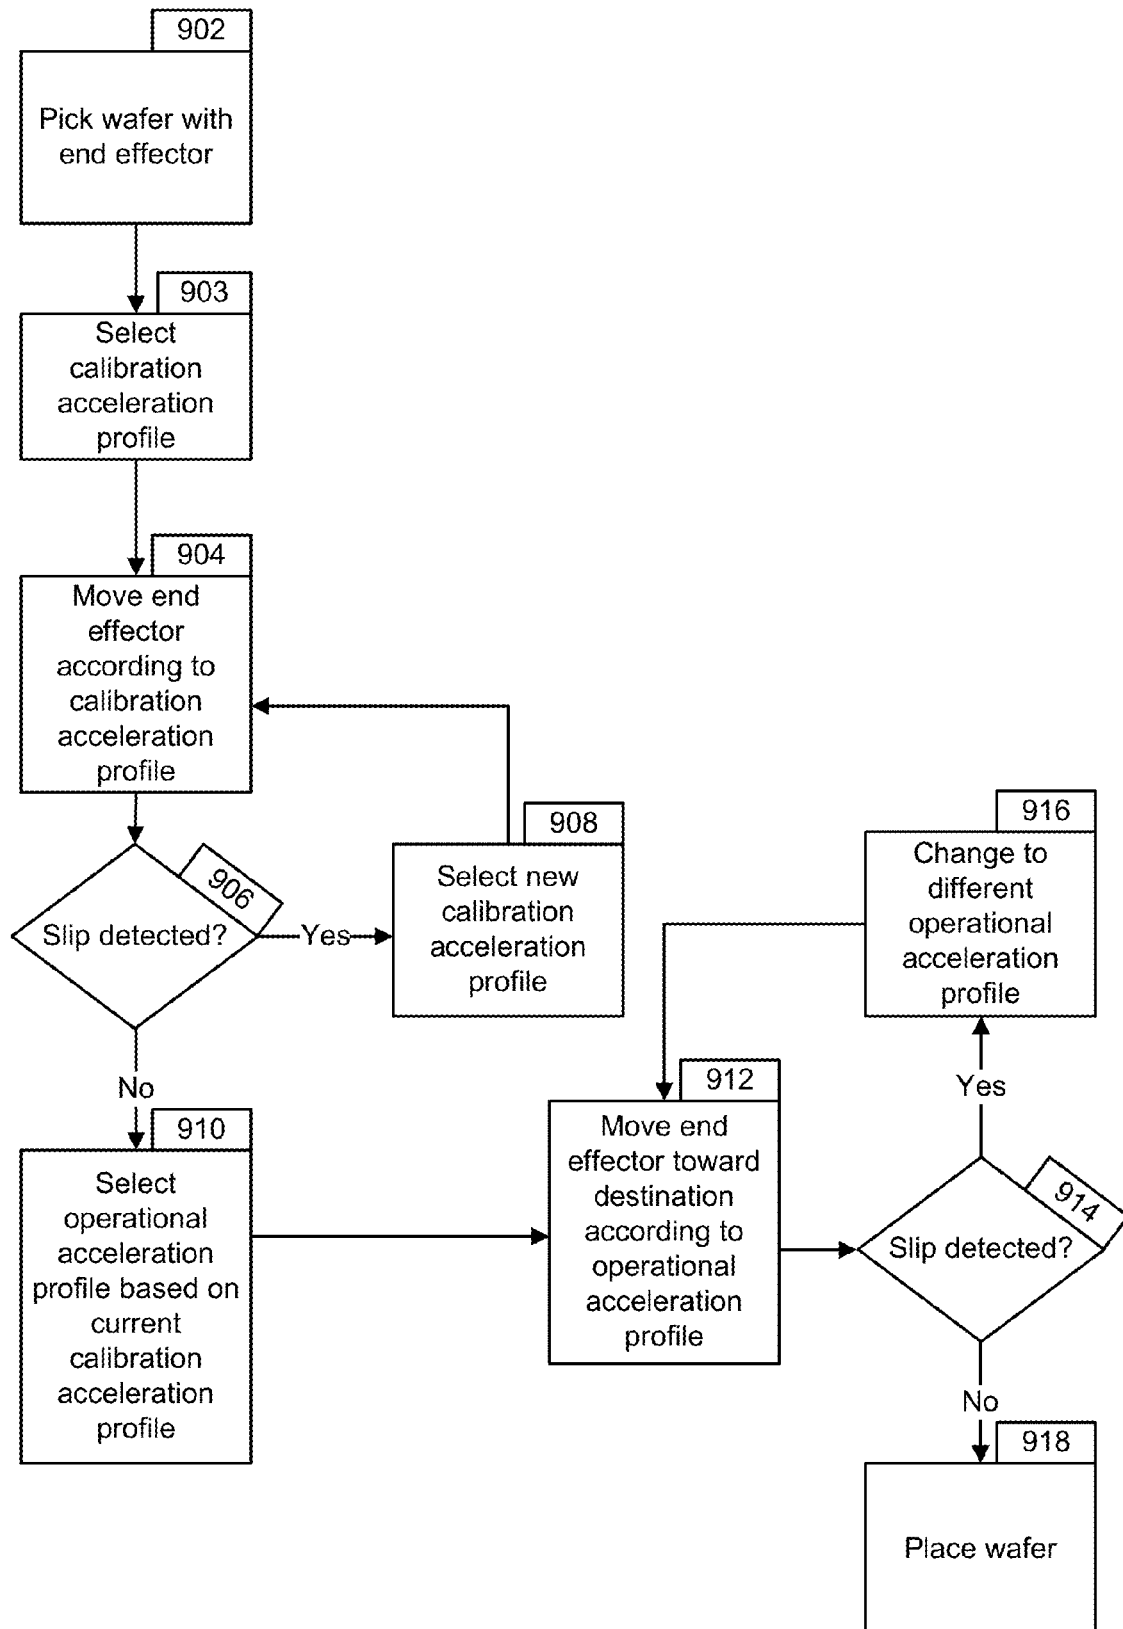 902
Pick wafer with
end effector
903
Select
calibration
acceleration
profile
904
Move end
effector
according to
calibration
acceleration
profile
906
Slip detected?
Yes
908
Select new
calibration
acceleration
profile
No
910
Select
operational
acceleration
profile based on
current
calibration
acceleration
profile
912
Move end
effector toward
destination
according to
operational
acceleration
profile
914
Slip detected?
Yes
916
Change to
different
operational
acceleration
profile
No
918
Place wafer